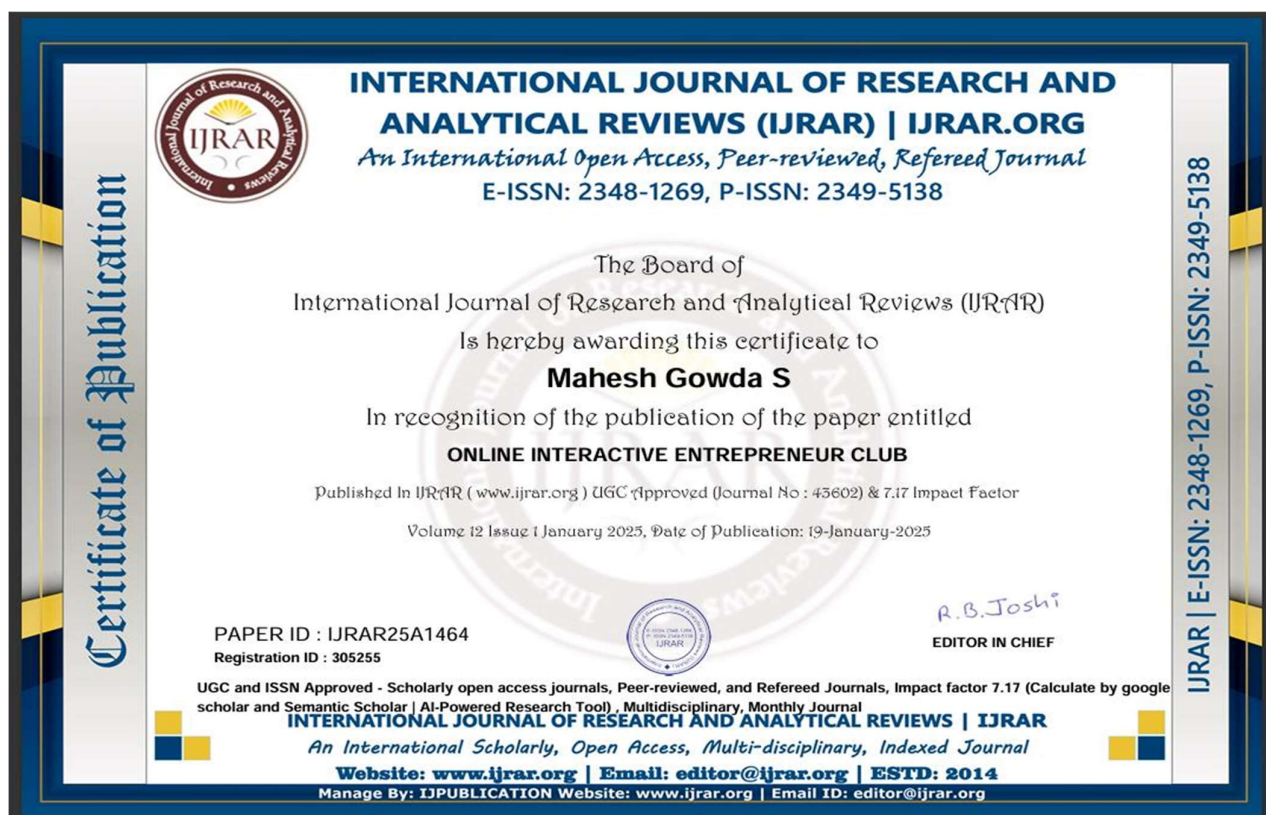 INTERNATIONAL JOURNAL OF RESEARCH AND
ANALYTICAL REVIEWS (IJRAR) | IJRAR.ORG
An International Open Access, Peer-reviewed, Refereed Journal
E-ISSN: 2348-1269, P-ISSN: 2349-5138
International Journal of Research and Analytical Reviews
IJRAR
Certificate of Publication
The Board of
International Journal of Research and Analytical Reviews (IJRAR)
Is hereby awarding this certificate to
Mahesh Gowda S
In recognition of the publication of the paper entitled
ONLINE INTERACTIVE ENTREPRENEUR CLUB
Published In IJRAR ( www.ijrar.org ) UGC Approved (Journal No : 43602) & 7.17 Impact Factor
Volume 12 Issue 1 January 2025, Date of Publication: 19-January-2025
PAPER ID : IJRAR25A1464
Registration ID : 305255
IJRAR
R.B.Joshi
EDITOR IN CHIEF
IJRAR | E-ISSN: 2348-1269, P-ISSN: 2349-5138
UGC and ISSN Approved - Scholarly open access journals, Peer-reviewed, and Refereed Journals, Impact factor 7.17 (Calculate by google
scholar and Semantic Scholar | AI-Powered Research Tool) , Multidisciplinary, Monthly Journal
INTERNATIONAL JOURNAL OF RESEARCH AND ANALYTICAL REVIEWS | IJRAR
An International Scholarly, Open Access, Multi-disciplinary, Indexed Journal
Website: www.ijrar.org | Email: editor@ijrar.org | ESTD: 2014
Manage By: IJPUBLICATION Website: www.ijrar.org | Email ID: editor@ijrar.org